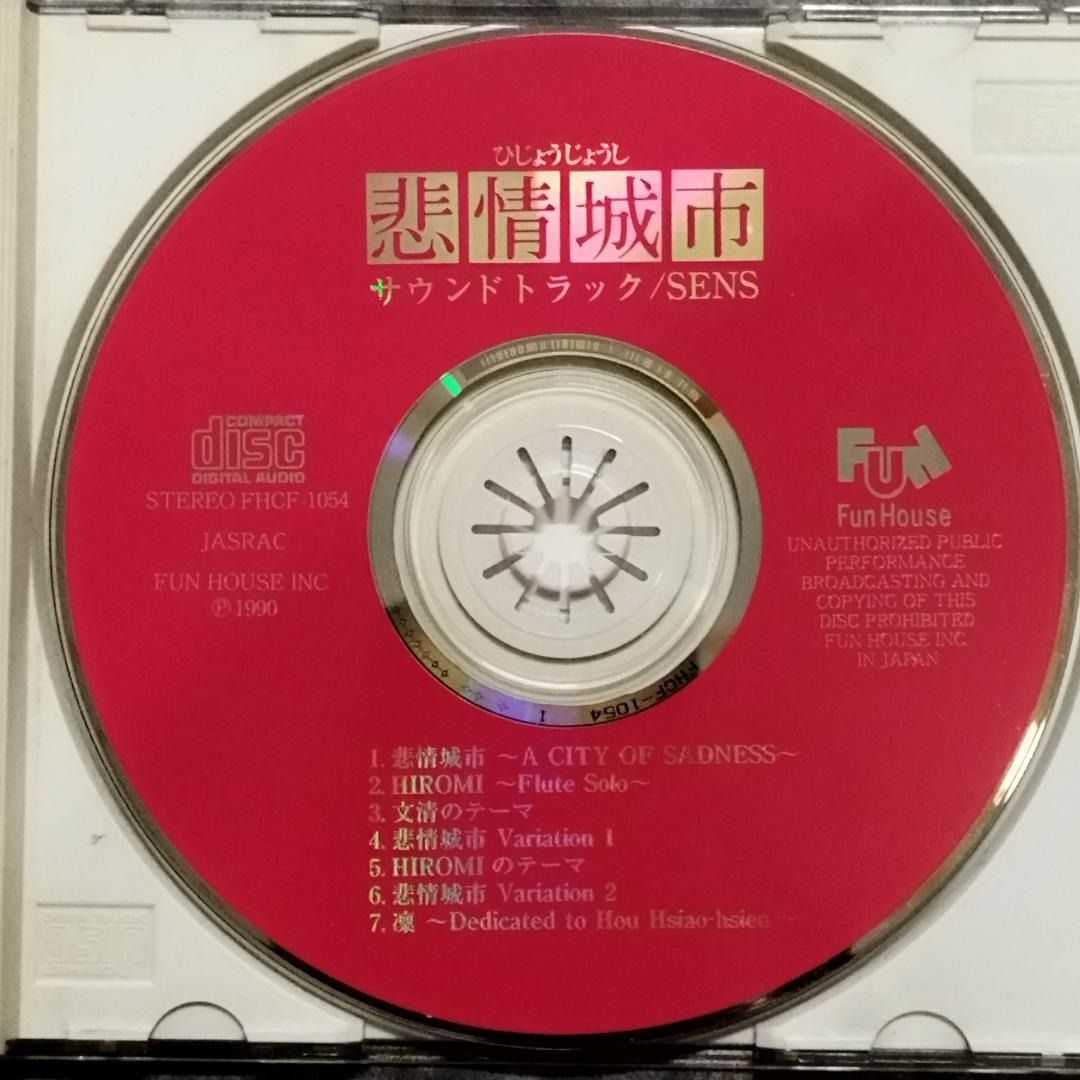 ひじょうじょうし
悲情城市
サウンドトラック/SENS
COMPACT
disc
DIGITAL AUDIO
STEREO FHCF-1054
JASRAC
FUN HOUSE INC.
Ⓟ1990
FUN
Fun House
UNAUTHORIZED PUBLIC
PERFORMANCE
BROADCASTING AND
COPYING OF THIS
DISC PROHIBITED
FUN HOUSE INC.
IN JAPAN
FHCF-1054 1
1. 悲情城市 ～A CITY OF SADNESS～
2. HIROMI ～Flute Solo～
3. 文清のテーマ
4. 悲情城市 Variation 1
5. HIROMIのテーマ
6. 悲情城市 Variation 2
7. 凜 ～Dedicated to Hou Hsiao-hsien～